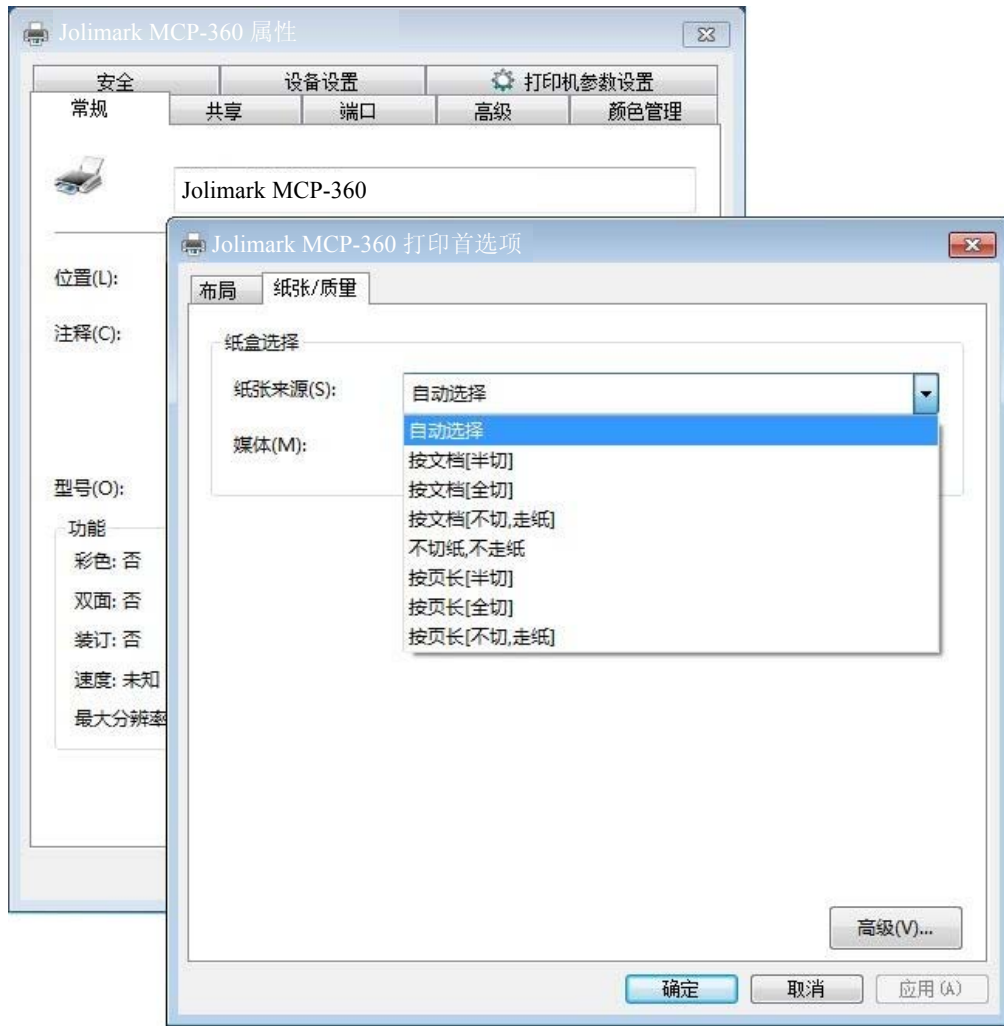 Jolimark MCP-360 属性
安全 设备设置 打印机参数设置
常规 共享 端口 高级 颜色管理
Jolimark MCP-360
位置(L):
注释(C):
型号(O):
功能
彩色: 否
双面: 否
装订: 否
速度: 未知
最大分辨率
Jolimark MCP-360 打印首选项
布局 纸张/质量
纸盒选择
纸张来源(S): 自动选择
媒体(M):
自动选择
按文档[半切]
按文档[全切]
按文档[不切,走纸]
不切纸,不走纸
按页长[半切]
按页长[全切]
按页长[不切,走纸]
高级(V)...
确定 取消 应用(A)